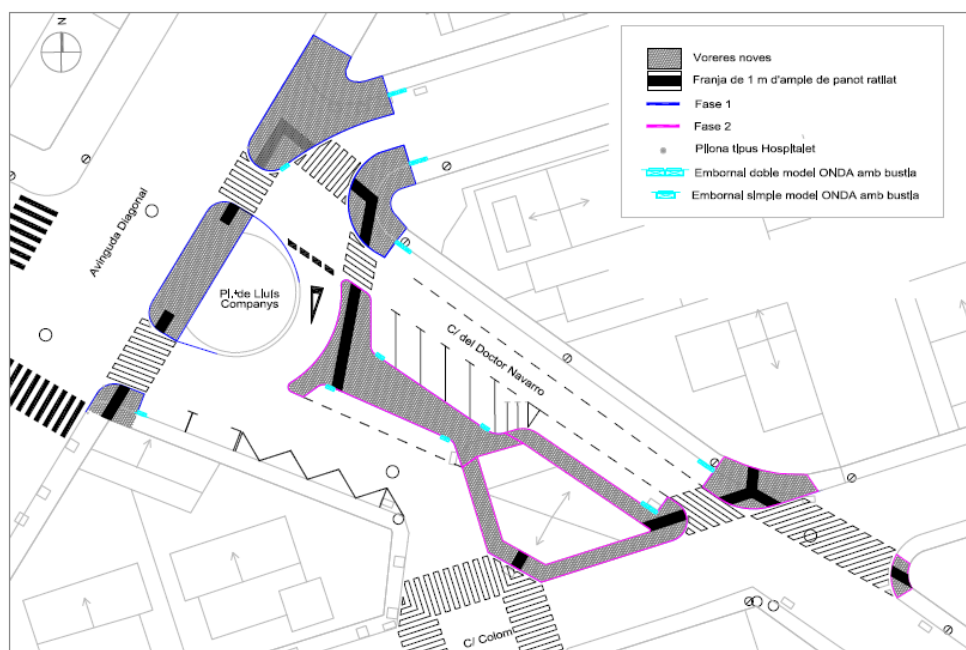 N
Voreres noves
Franja de 1 m d'ample de panot ratllat
Fase 1
Fase 2
Pilona tipus Hospitalet
Embornal doble model ONDA amb bustia
Embornal simple model ONDA amb bustia
Avinguda Diagonal
Pl. de Lluis
Companys
C/ del Doctor Navarro
C/ Colom